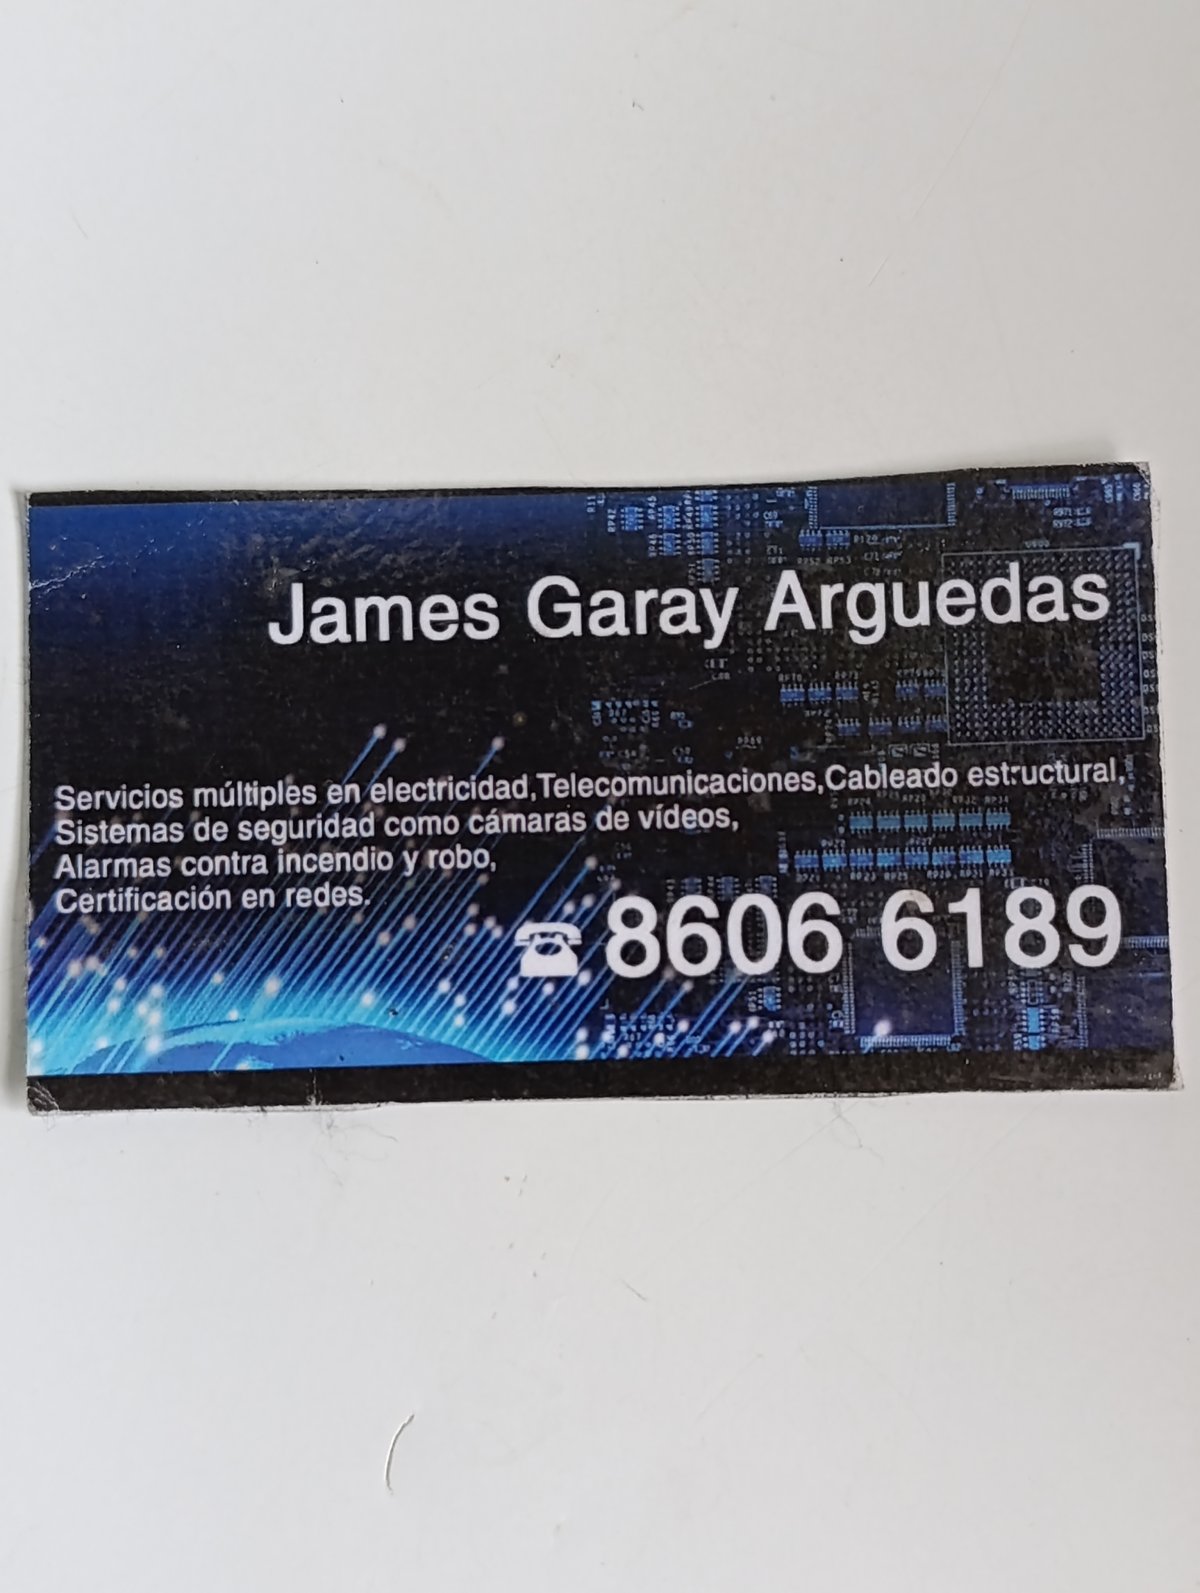 James Garay Arguedas
Servicios múltiples en electricidad,Telecomunicaciones,Cableado estructural,
Sistemas de seguridad como cámaras de vídeos,
Alarmas contra incendio y robo,
Certificación en redes.
☎ 8606 6189